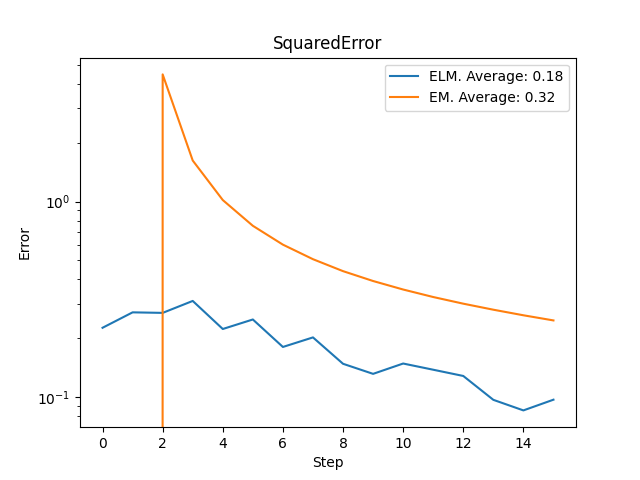 SquaredError
ELM. Average: 0.18
EM. Average: 0.32
10⁰
10⁻¹
Error
0 2 4 6 8 10 12 14
Step